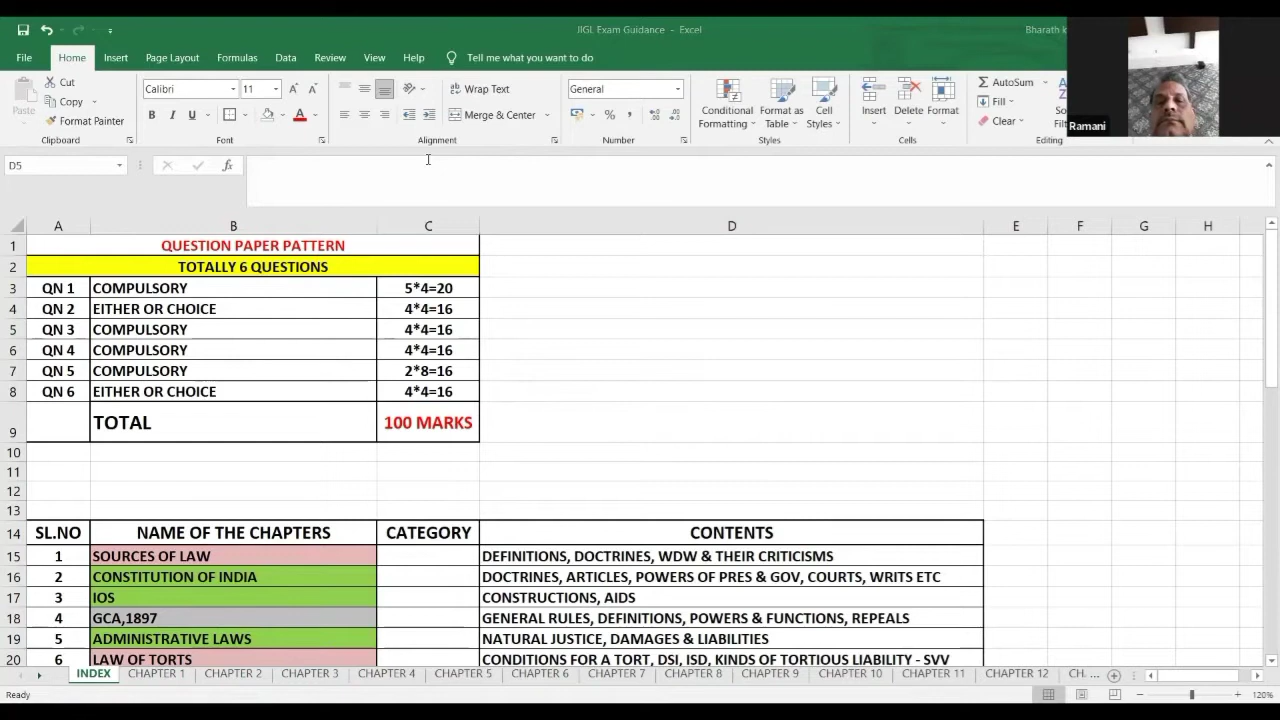 JIGL Exam Guidance - Excel
Bharath k
File Home Insert Page Layout Formulas Data Review View Help Tell me what you want to do
Paste
Cut
Copy
Format Painter
Calibri 11
B I U
Wrap Text
Merge & Center
General
Conditional Formatting
Format as Table
Cell Styles
Insert
Delete
Format
AutoSum
Fill
Clear
Ramani
Clipboard Font Alignment Number Styles Cells Editing
D5 fx
A B C D E F G H
1 QUESTION PAPER PATTERN
2 TOTALLY 6 QUESTIONS
3 QN 1 COMPULSORY 5*4=20
4 QN 2 EITHER OR CHOICE 4*4=16
5 QN 3 COMPULSORY 4*4=16
6 QN 4 COMPULSORY 4*4=16
7 QN 5 COMPULSORY 2*8=16
8 QN 6 EITHER OR CHOICE 4*4=16
9 TOTAL 100 MARKS
10
11
12
13
14 SL.NO NAME OF THE CHAPTERS CATEGORY CONTENTS
15 1 SOURCES OF LAW DEFINITIONS, DOCTRINES, WDW & THEIR CRITICISMS
16 2 CONSTITUTION OF INDIA DOCTRINES, ARTICLES, POWERS OF PRES & GOV, COURTS, WRITS ETC
17 3 IOS CONSTRUCTIONS, AIDS
18 4 GCA,1897 GENERAL RULES, DEFINITIONS, POWERS & FUNCTIONS, REPEALS
19 5 ADMINISTRATIVE LAWS NATURAL JUSTICE, DAMAGES & LIABILITIES
20 6 LAW OF TORTS CONDITIONS FOR A TORT, DSI, ISD, KINDS OF TORTIOUS LIABILITY - SVV
INDEX CHAPTER 1 CHAPTER 2 CHAPTER 3 CHAPTER 4 CHAPTER 5 CHAPTER 6 CHAPTER 7 CHAPTER 8 CHAPTER 9 CHAPTER 10 CHAPTER 11 CHAPTER 12 CH. ...
Ready 120%